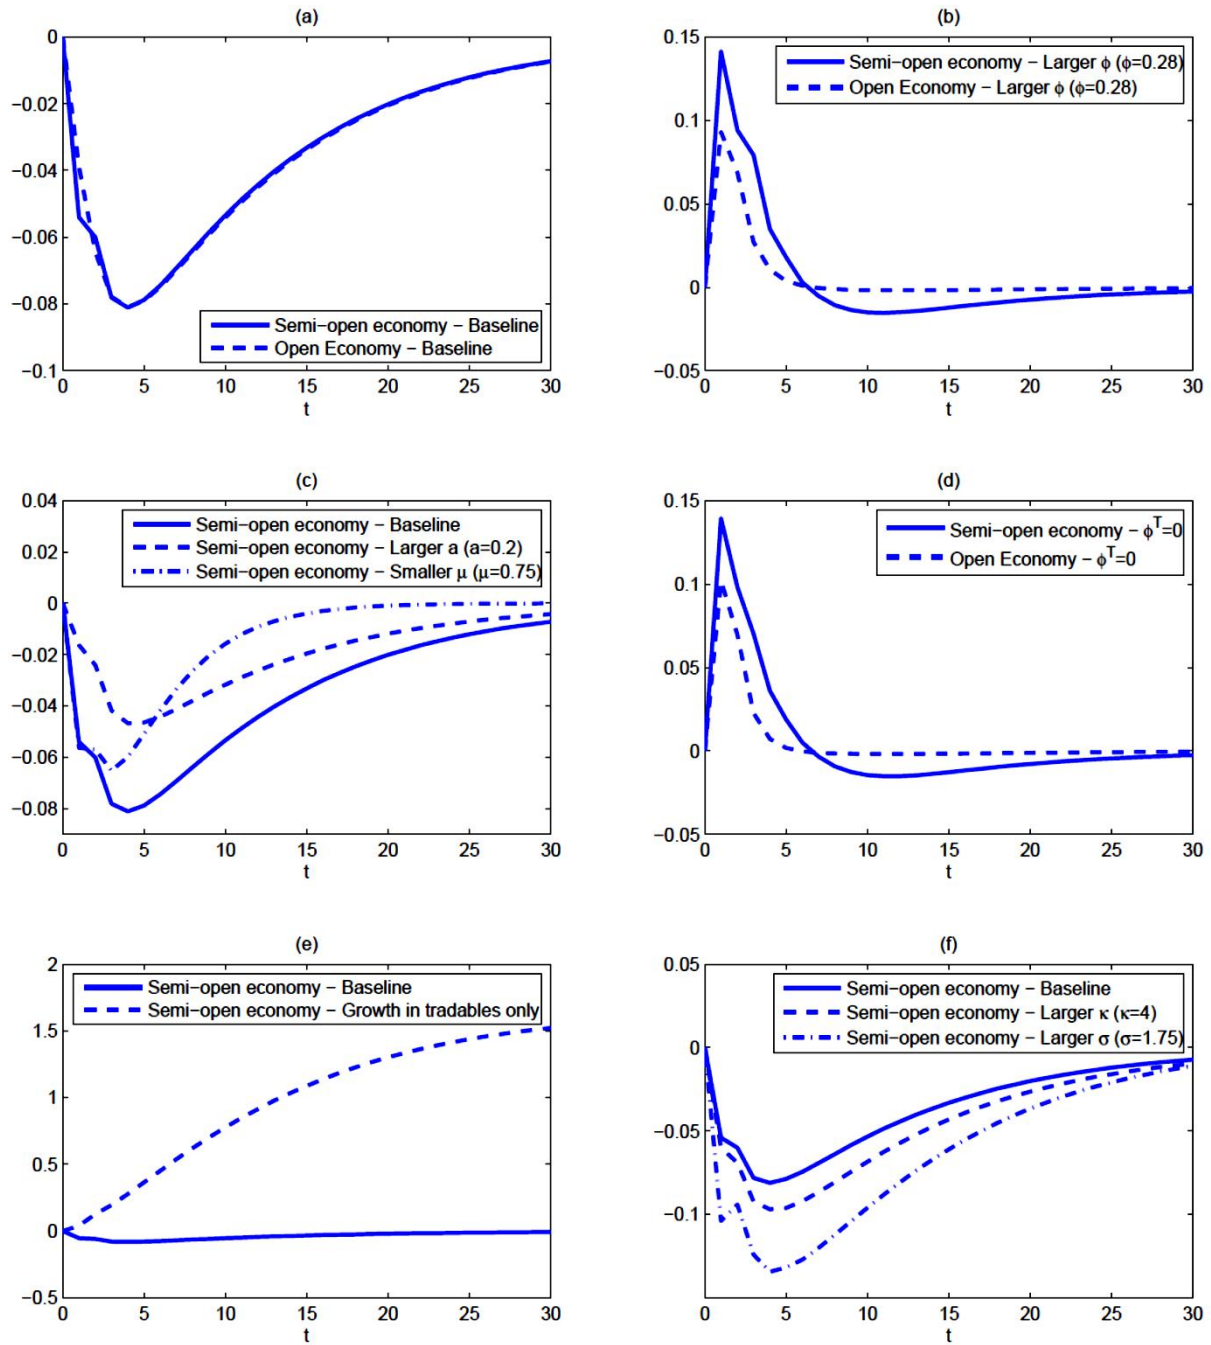 (a)
0
−0.02
−0.04
−0.06
−0.08
−0.1
Semi−open economy − Baseline
Open Economy − Baseline
0 5 10 15 20 25 30
t
(b)
0.15
0.1
0.05
0
−0.05
Semi−open economy − Larger ϕ (ϕ=0.28)
Open Economy − Larger ϕ (ϕ=0.28)
0 5 10 15 20 25 30
t
(c)
0.04
0.02
0
−0.02
−0.04
−0.06
−0.08
Semi−open economy − Baseline
Semi−open economy − Larger a (a=0.2)
Semi−open economy − Smaller μ (μ=0.75)
0 5 10 15 20 25 30
t
(d)
0.15
0.1
0.05
0
−0.05
Semi−open economy − ϕ^T=0
Open Economy − ϕ^T=0
0 5 10 15 20 25 30
t
(e)
2
1.5
1
0.5
0
−0.5
Semi−open economy − Baseline
Semi−open economy − Growth in tradables only
0 5 10 15 20 25 30
t
(f)
0.05
0
−0.05
−0.1
Semi−open economy − Baseline
Semi−open economy − Larger κ (κ=4)
Semi−open economy − Larger σ (σ=1.75)
0 5 10 15 20 25 30
t